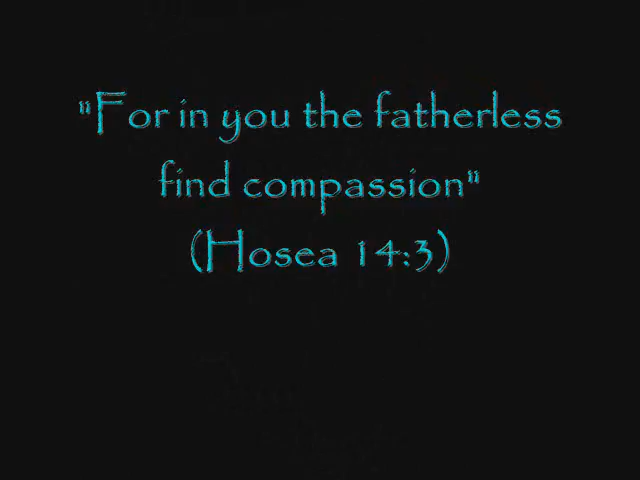 "For in you the fatherless
find compassion"
(Hosea 14:3)